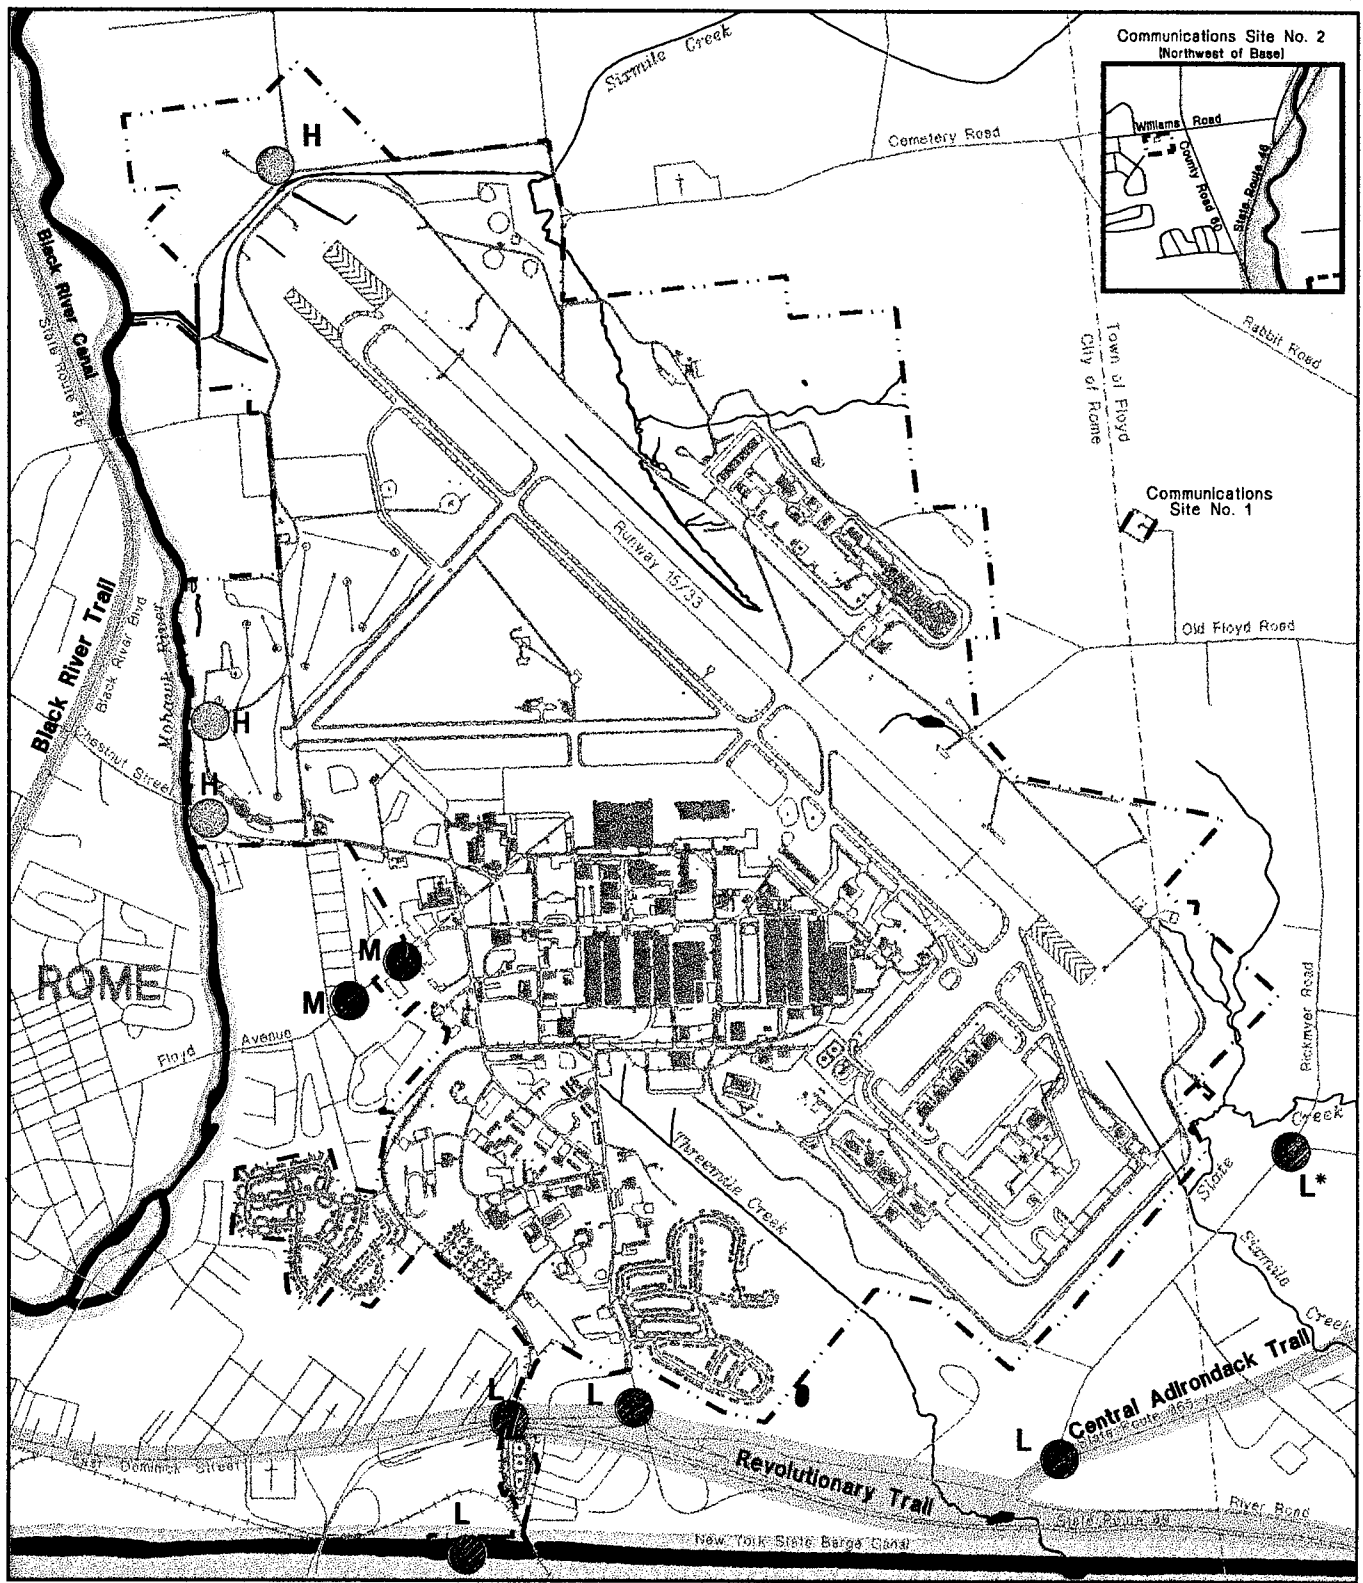 Communications Site No. 2
(Northwest of Base)
Williams Road
County Road 60
State Route 46
Sixmile Creek
Cemetery Road
H
Black River Canal
State Route 46
Rabbit Road
Town of Floyd
City of Rome
L
Communications
Site No. 1
Runway 15/33
Old Floyd Road
Black River Trail
Black River Blvd
Mohawk River
H
Chestnut Street
H
M
M
ROME
Floyd Avenue
Rickmyer Road
Threemile Creek
Slate Creek
L*
Sixmile Creek
L
L
L
Central Adirondack Trail
State Route 365
East Dominick Street
Revolutionary Trail
L
River Road
New York State Barge Canal